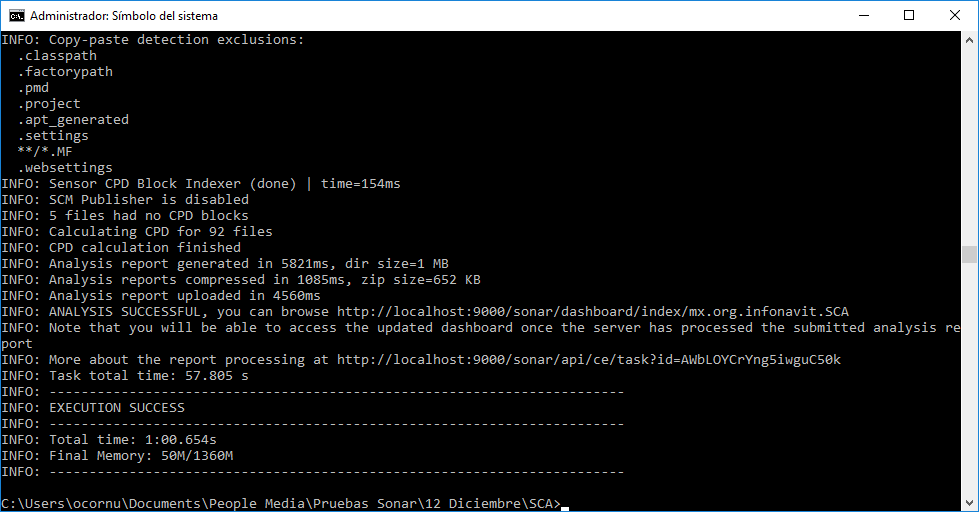 Administrador: Símbolo del sistema
INFO: Copy-paste detection exclusions:
  .classpath
  .factorypath
  .pmd
  .project
  .apt_generated
  .settings
  **/*.MF
  .websettings
INFO: Sensor CPD Block Indexer (done) | time=154ms
INFO: SCM Publisher is disabled
INFO: 5 files had no CPD blocks
INFO: Calculating CPD for 92 files
INFO: CPD calculation finished
INFO: Analysis report generated in 5821ms, dir size=1 MB
INFO: Analysis reports compressed in 1085ms, zip size=652 KB
INFO: Analysis report uploaded in 4560ms
INFO: ANALYSIS SUCCESSFUL, you can browse http://localhost:9000/sonar/dashboard/index/mx.org.infonavit.SCA
INFO: Note that you will be able to access the updated dashboard once the server has processed the submitted analysis re
port
INFO: More about the report processing at http://localhost:9000/sonar/api/ce/task?id=AWbLOYCrYng5iwguC50k
INFO: Task total time: 57.805 s
INFO: ------------------------------------------------------------------------
INFO: EXECUTION SUCCESS
INFO: ------------------------------------------------------------------------
INFO: Total time: 1:00.654s
INFO: Final Memory: 50M/1360M
INFO: ------------------------------------------------------------------------
C:\Users\ocornu\Documents\People Media\Pruebas Sonar\12 Diciembre\SCA>